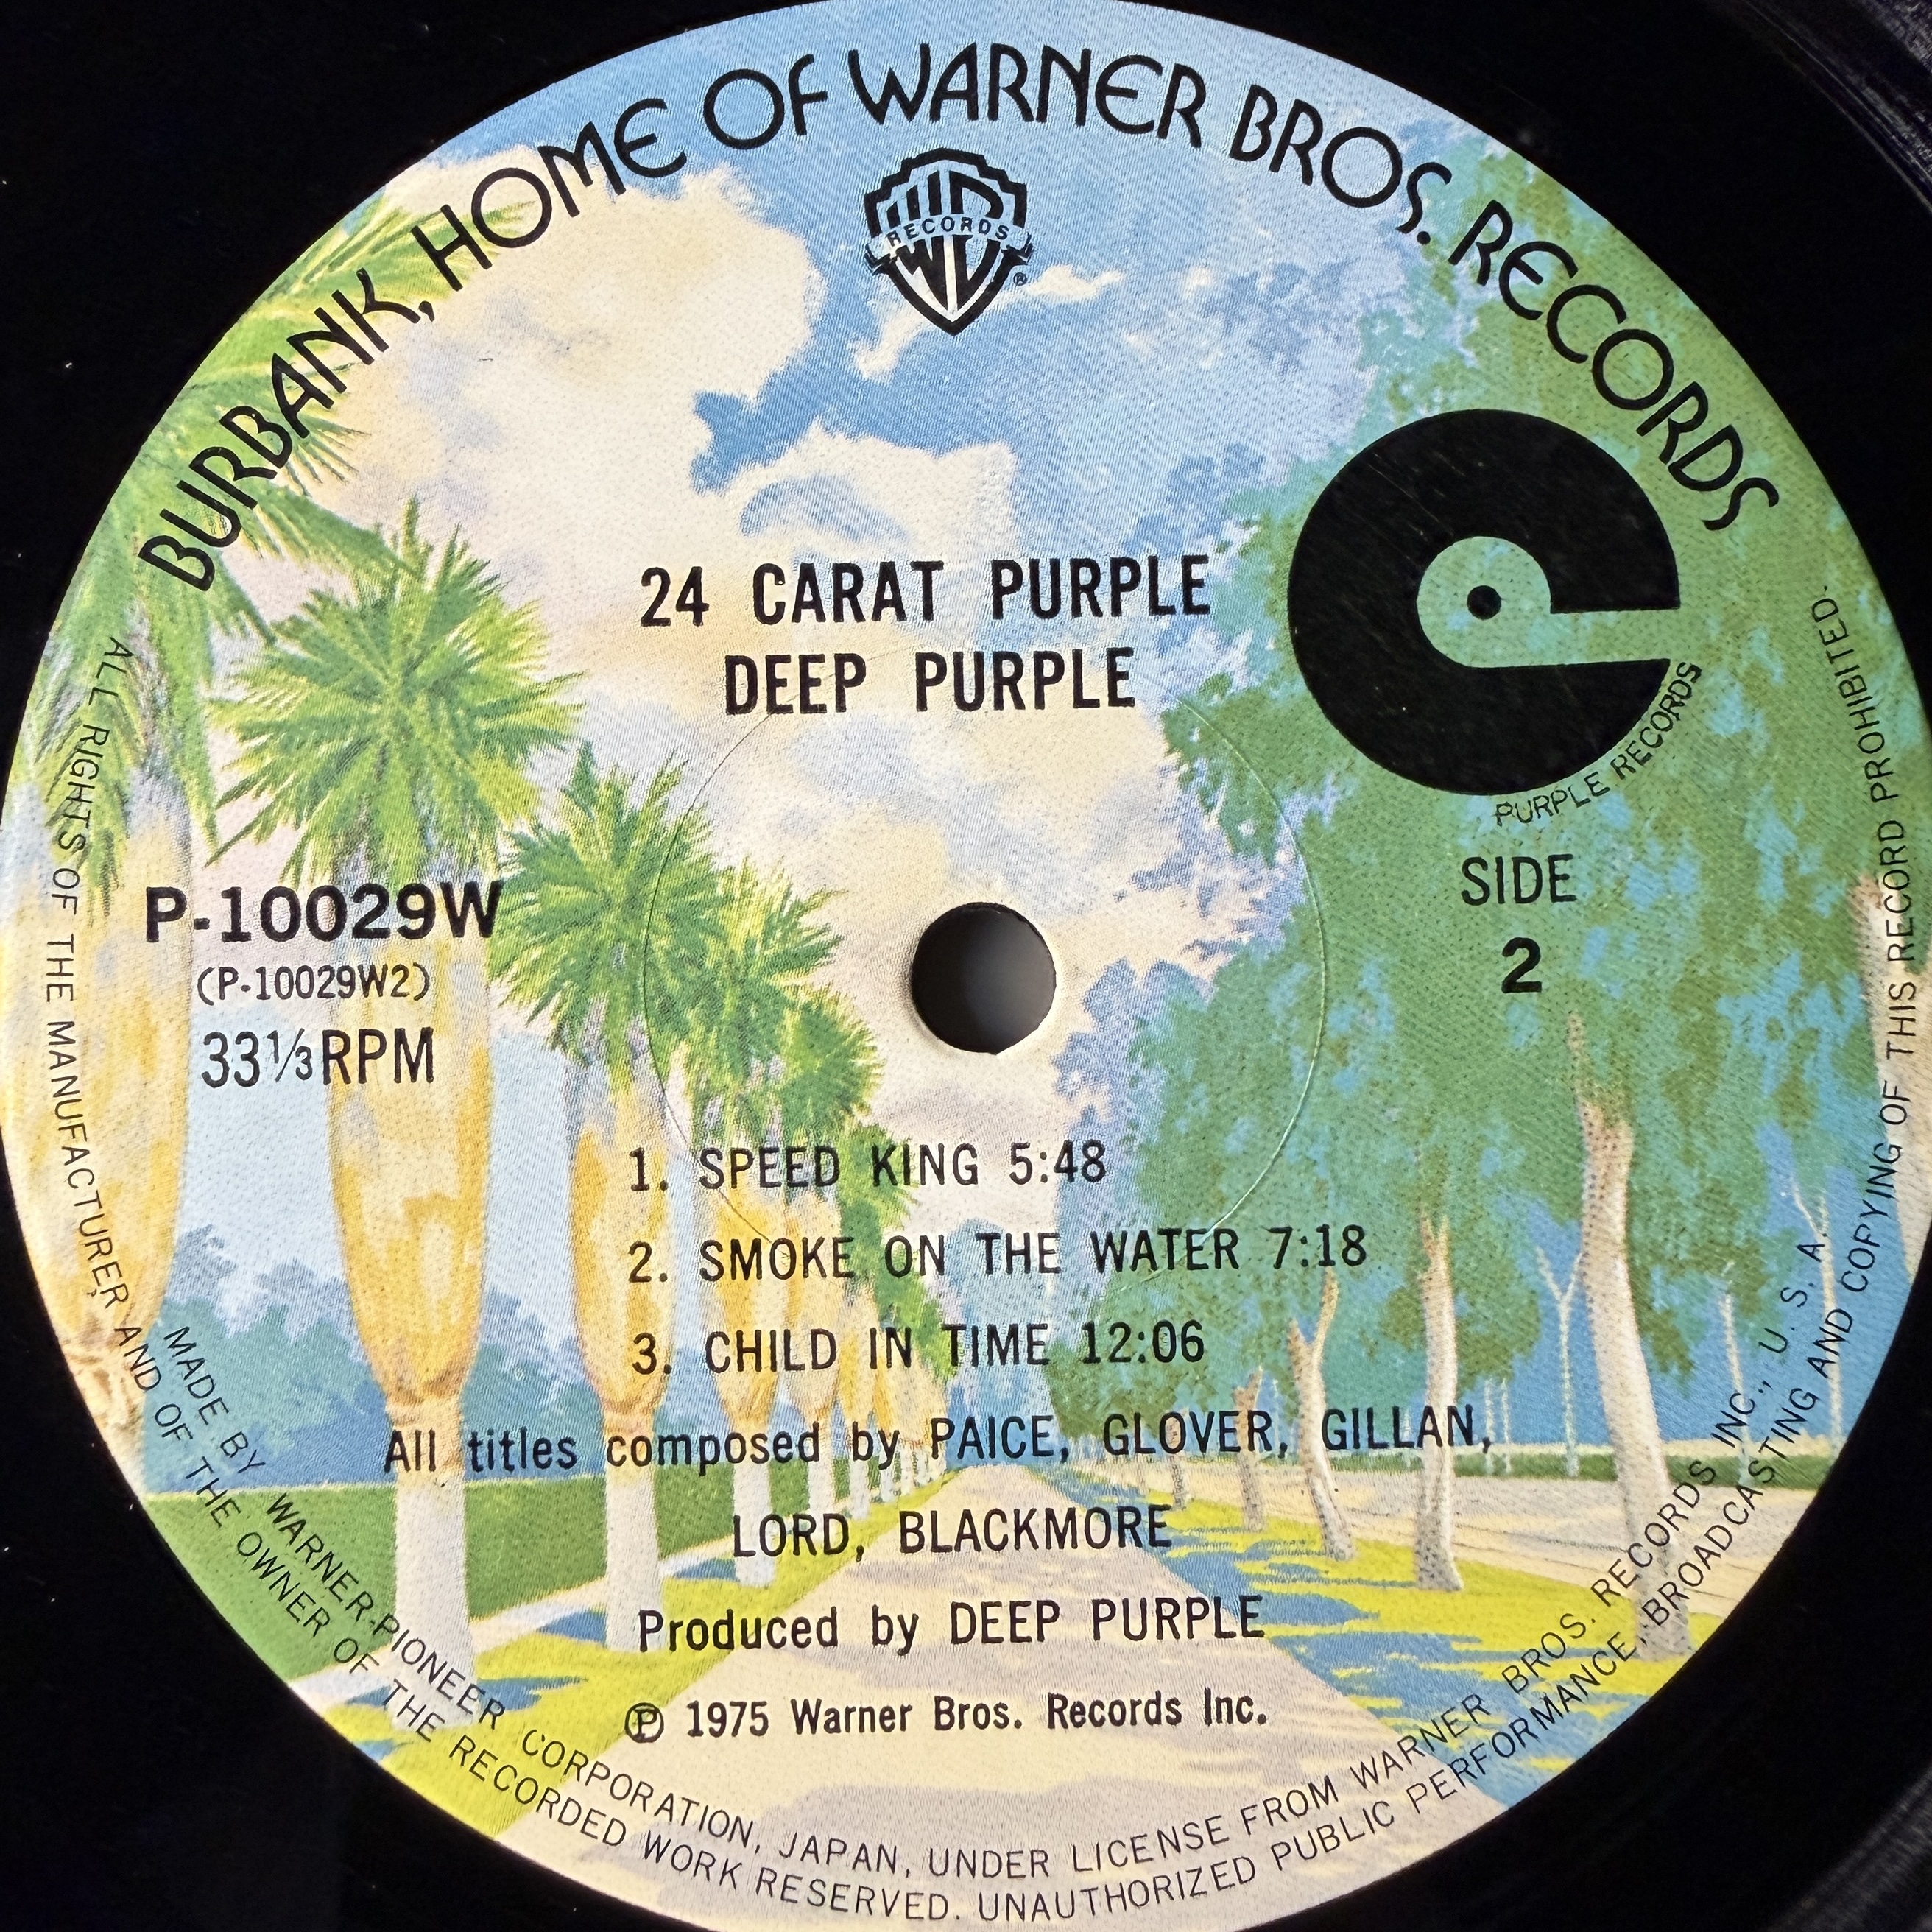 BURBANK, HOME OF WARNER BROS. RECORDS
WB
RECORDS
®
24 CARAT PURPLE
DEEP PURPLE
PURPLE RECORDS
P-10029W
(P-10029W2)
33⅓RPM
SIDE
2
1. SPEED KING 5:48
2. SMOKE ON THE WATER 7:18
3. CHILD IN TIME 12:06
All titles composed by PAICE, GLOVER, GILLAN,
LORD, BLACKMORE
Produced by DEEP PURPLE
℗ 1975 Warner Bros. Records Inc.
MADE BY WARNER-PIONEER CORPORATION, JAPAN, UNDER LICENSE FROM WARNER BROS. RECORDS INC., U. S. A.
ALL RIGHTS OF THE MANUFACTURER AND OF THE OWNER OF THE RECORDED WORK RESERVED. UNAUTHORIZED PUBLIC PERFORMANCE, BROADCASTING AND COPYING OF THIS RECORD PROHIBITED.